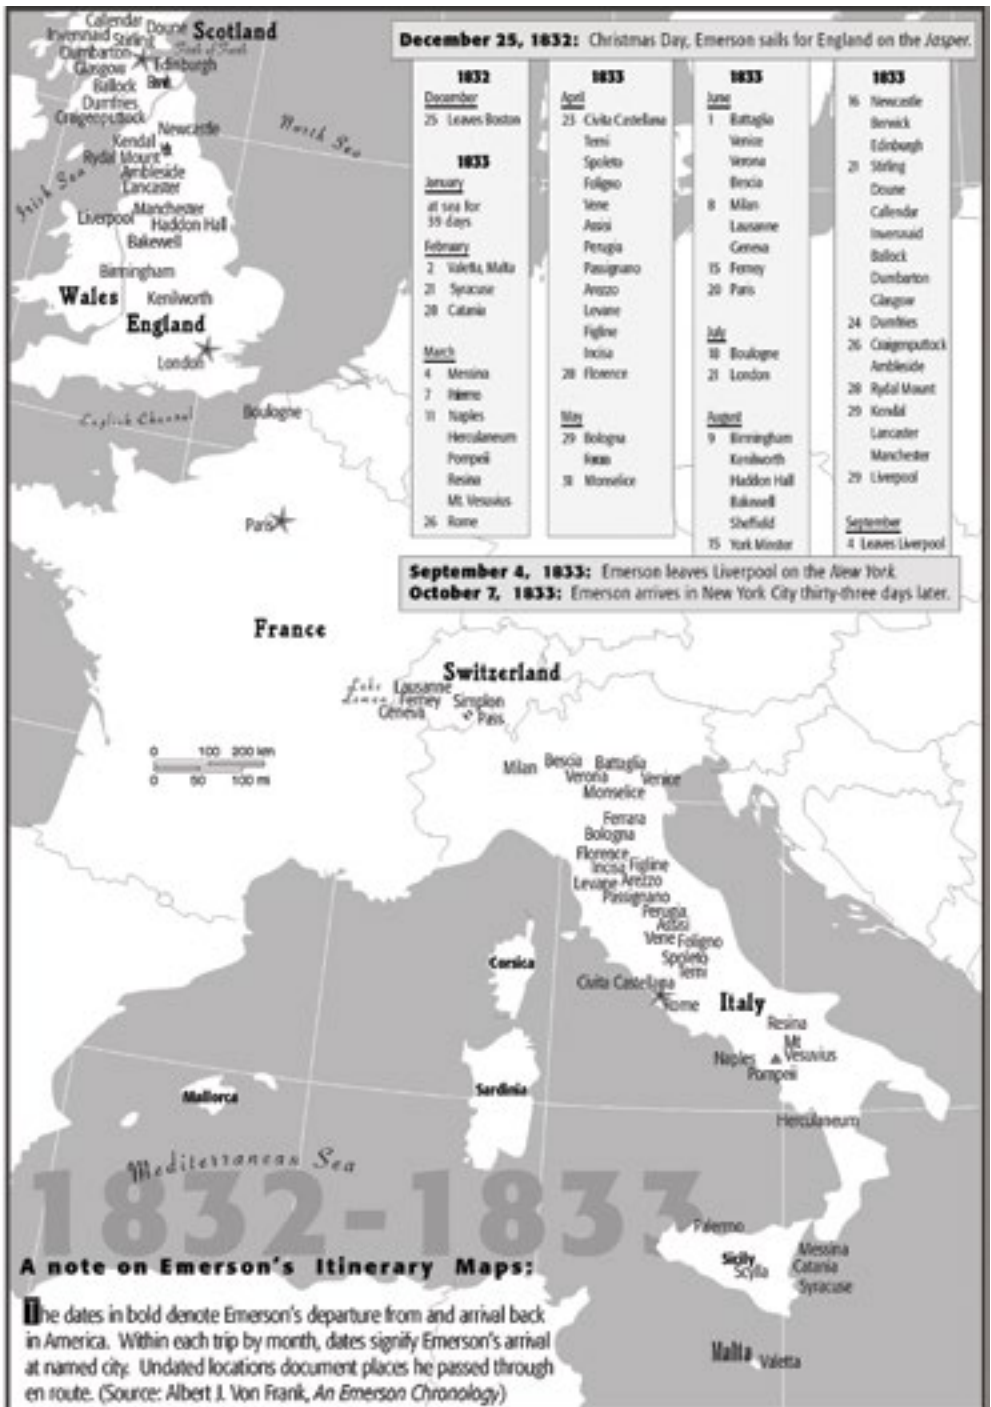 Calendar
Doune
Scotland
Invernaid
Stirlinit
Dumbarton
Glasgow
Edinburgh
Ballock
Dumfries
Craigenputtock
North Sea
Newcastle
Kendal
Rydal Mount
Ambleside
Lancaster
Irish Sea
Manchester
Liverpool
Haddon Hall
Bakewell
Birmingham
Wales
Kenilworth
England
London
English Channel
Boulogne
Paris
France
December 25, 1832: Christmas Day, Emerson sails for England on the Jasper.
1832
December
25 Leaves Boston
1833
January
at sea for
39 days
February
2 Valetta, Malta
21 Syracuse
28 Catania
March
4 Messina
7
11 Naples
Herculaneum
Pompeii
Resina
Mt. Vesuvius
26 Rome
1833
April
23 Civita Castellana
Terni
Spoleto
Foligno
Vene
Assisi
Perugia
Passignano
Arezzo
Levane
Figline
Incisa
28 Florence
May
29 Bologna
31 Monselice
1833
June
1 Battaglia
Venice
Verona
Bescia
8 Milan
Lausanne
Geneva
15 Ferney
20 Paris
July
18 Boulogne
21 London
August
9 Birmingham
Kenilworth
Haddon Hall
Bakewell
Sheffield
15 York Minster
1833
16 Newcastle
Berwick
Edinburgh
21 Stirling
Doune
Calendar
Invernaid
Ballock
Dumbarton
Glasgow
24 Dumfries
26 Craigenputtock
Ambleside
28 Rydal Mount
29 Kendal
Lancaster
Manchester
29 Liverpool
September
4 Leaves Liverpool
September 4, 1833: Emerson leaves Liverpool on the New York.
October 7, 1833: Emerson arrives in New York City thirty-three days later.
Switzerland
Lake Leman
Lausanne
Ferney
Geneva
Simplon
Pass
0 100 200 km
0 50 100 mi
Milan
Bescia
Battaglia
Verona
Venice
Monselice
Ferrara
Bologna
Florence
Incisa
Figline
Levane
Arezzo
Passignano
Perugia
Assisi
Vene
Foligno
Spoleto
Terni
Civita Castellana
Rome
Italy
Resina
Mt
Vesuvius
Naples
Pompeii
Herculaneum
Corsica
Sardinia
Mallorca
Mediterranean Sea
1832-1833
Palermo
Sicily
Scylla
Messina
Catania
Syracuse
Malta
Valetta
A note on Emerson's Itinerary Maps:
The dates in bold denote Emerson's departure from and arrival back
in America. Within each trip by month, dates signify Emerson's arrival
at named city. Undated locations document places he passed through
en route. (Source: Albert J. Von Frank, An Emerson Chronology)